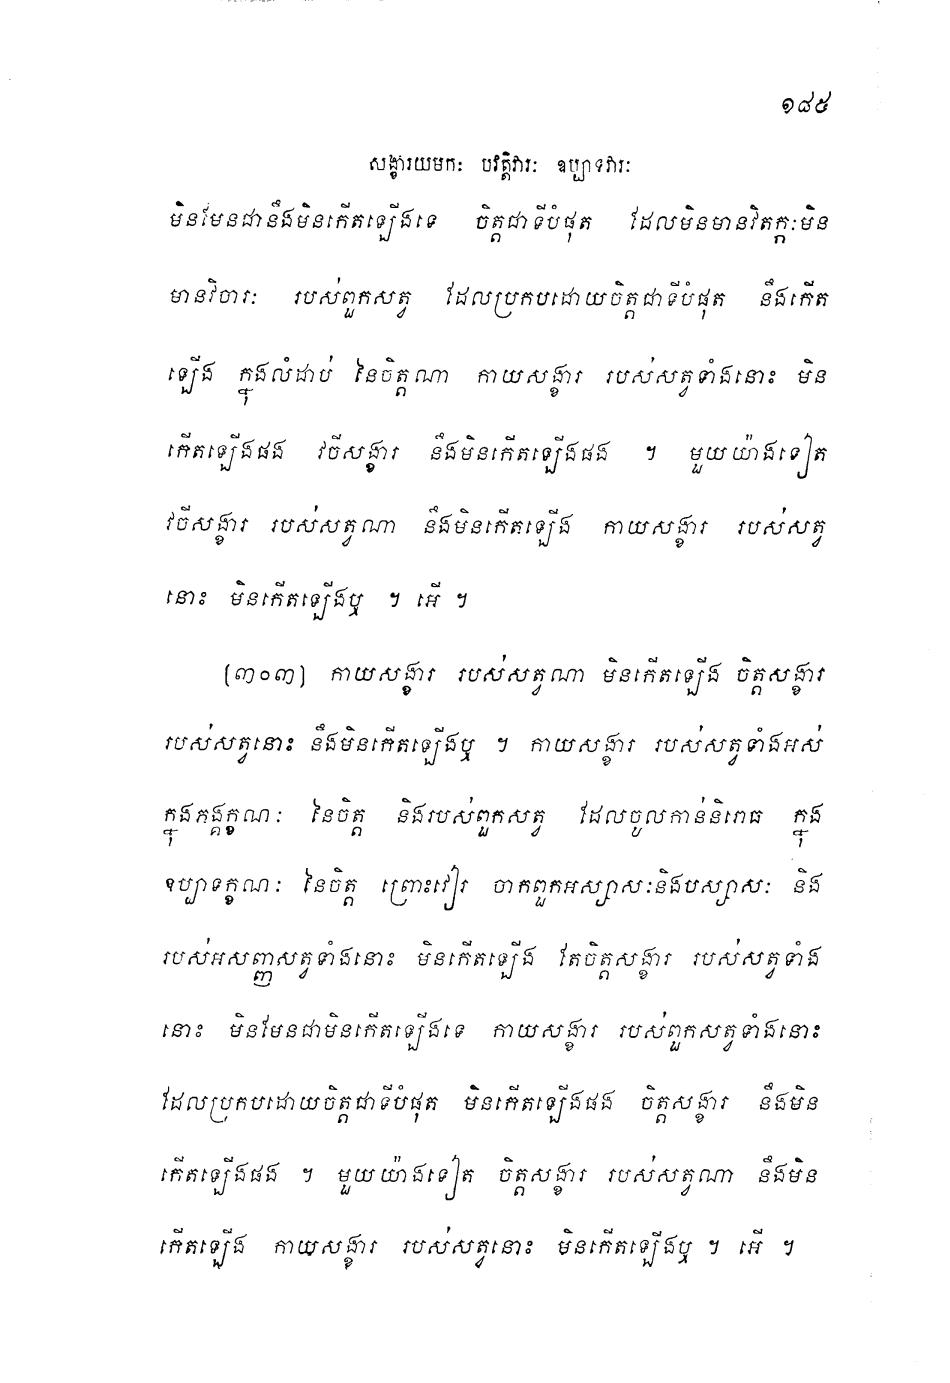 ១៨៥
សង្ខារយមកៈ បវត្តិវារៈ ឧប្បាទវារៈ
មិនមែនជានឹងមិនកើតឡើងទេ ចិត្តជាទីបំផុត ដែលមិនមានវិតក្កៈមិន
មានវិចារៈ របស់ពួកសត្វ ដែលប្រកបដោយចិត្តជាទីបំផុត នឹងកើត
ឡើង ក្នុងលំដាប់ នៃចិត្តណា កាយសង្ខារ របស់សត្វទាំងនោះ មិន
កើតឡើងផង វចីសង្ខារ នឹងមិនកើតឡើងផង ។ មួយយ៉ាងទៀត
វចីសង្ខារ របស់សត្វណា នឹងមិនកើតឡើង កាយសង្ខារ របស់សត្វ
នោះ មិនកើតឡើងឬ ។ អើ ។
(៣០៣) កាយសង្ខារ របស់សត្វណា មិនកើតឡើង ចិត្តសង្ខារ
របស់សត្វនោះ នឹងមិនកើតឡើងឬ ។ កាយសង្ខារ របស់សត្វទាំងអស់
ក្នុងភង្គក្ខណៈ នៃចិត្ត និងរបស់ពួកសត្វ ដែលចូលកាន់និរោធ ក្នុង
ឧប្បាទក្ខណៈ នៃចិត្ត ព្រោះវៀរ ចាកពួកអស្សាសៈនិងបស្សាសៈ និង
របស់អសញ្ញសត្វទាំងនោះ មិនកើតឡើង តែចិត្តសង្ខារ របស់សត្វទាំង
នោះ មិនមែនជាមិនកើតឡើងទេ កាយសង្ខារ របស់ពួកសត្វទាំងនោះ
ដែលប្រកបដោយចិត្តជាទីបំផុត មិនកើតឡើងផង ចិត្តសង្ខារ នឹងមិន
កើតឡើងផង ។ មួយយ៉ាងទៀត ចិត្តសង្ខារ របស់សត្វណា នឹងមិន
កើតឡើង កាយសង្ខារ របស់សត្វនោះ មិនកើតឡើងឬ ។ អើ ។